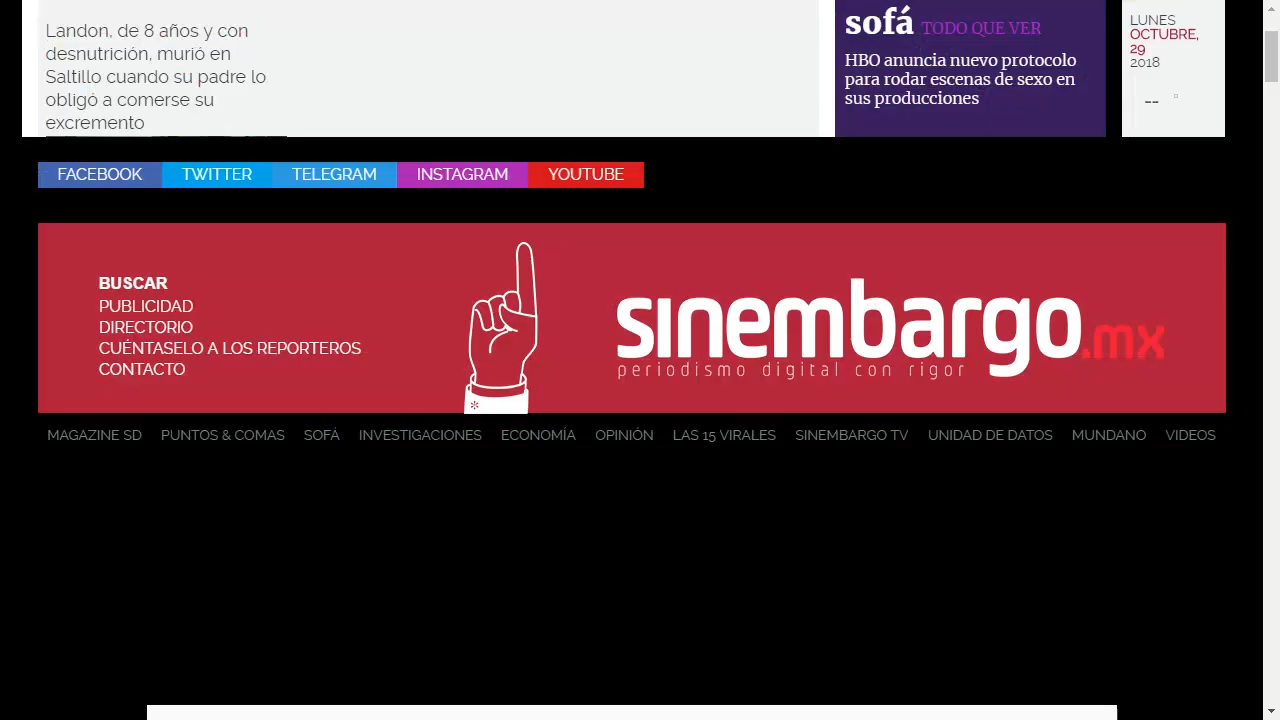 Landon, de 8 años y con
desnutrición, murió en
Saltillo cuando su padre lo
obligó a comerse su
excremento
sofá TODO QUE VER
HBO anuncia nuevo protocolo
para rodar escenas de sexo en
sus producciones
LUNES
OCTUBRE,
29
2018
--
FACEBOOK TWITTER TELEGRAM INSTAGRAM YOUTUBE
BUSCAR
PUBLICIDAD
DIRECTORIO
CUÉNTASELO A LOS REPORTEROS
CONTACTO
sinembargo.mx
periodismo digital con rigor
MAGAZINE SD PUNTOS & COMAS SOFÁ INVESTIGACIONES ECONOMÍA OPINIÓN LAS 15 VIRALES SINEMBARGO TV UNIDAD DE DATOS MUNDANO VIDEOS